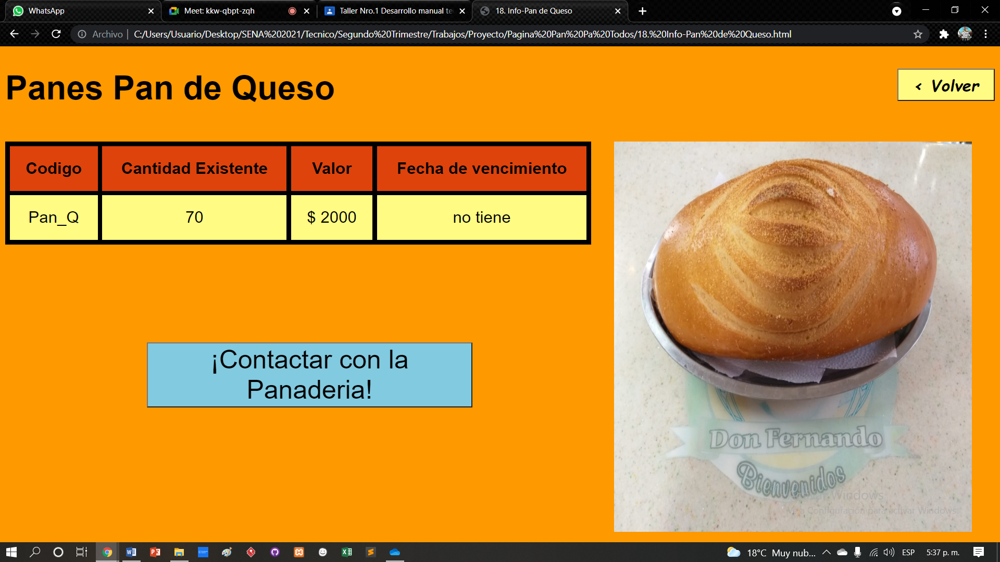 WhatsApp
Meet: kkw-qbpt-zqh
Taller Nro.1 Desarrollo manual te
18. Info-Pan de Queso
Archivo
C:/Users/Usuario/Desktop/SENA%202021/Tecnico/Segundo%20Trimestre/Trabajos/Proyecto/Pagina%20Pan%20Pa%20Todos/18.%20Info-Pan%20de%20Queso.html
Panes Pan de Queso
< Volver
Codigo Cantidad Existente Valor Fecha de vencimiento
Pan_Q 70 $ 2000 no tiene
¡Contactar con la
Panaderia!
Don Fernando
Bienvenidos
Windows
Ve a Configuración para activar Windows.
18°C Muy nub... ESP 5:37 p. m.